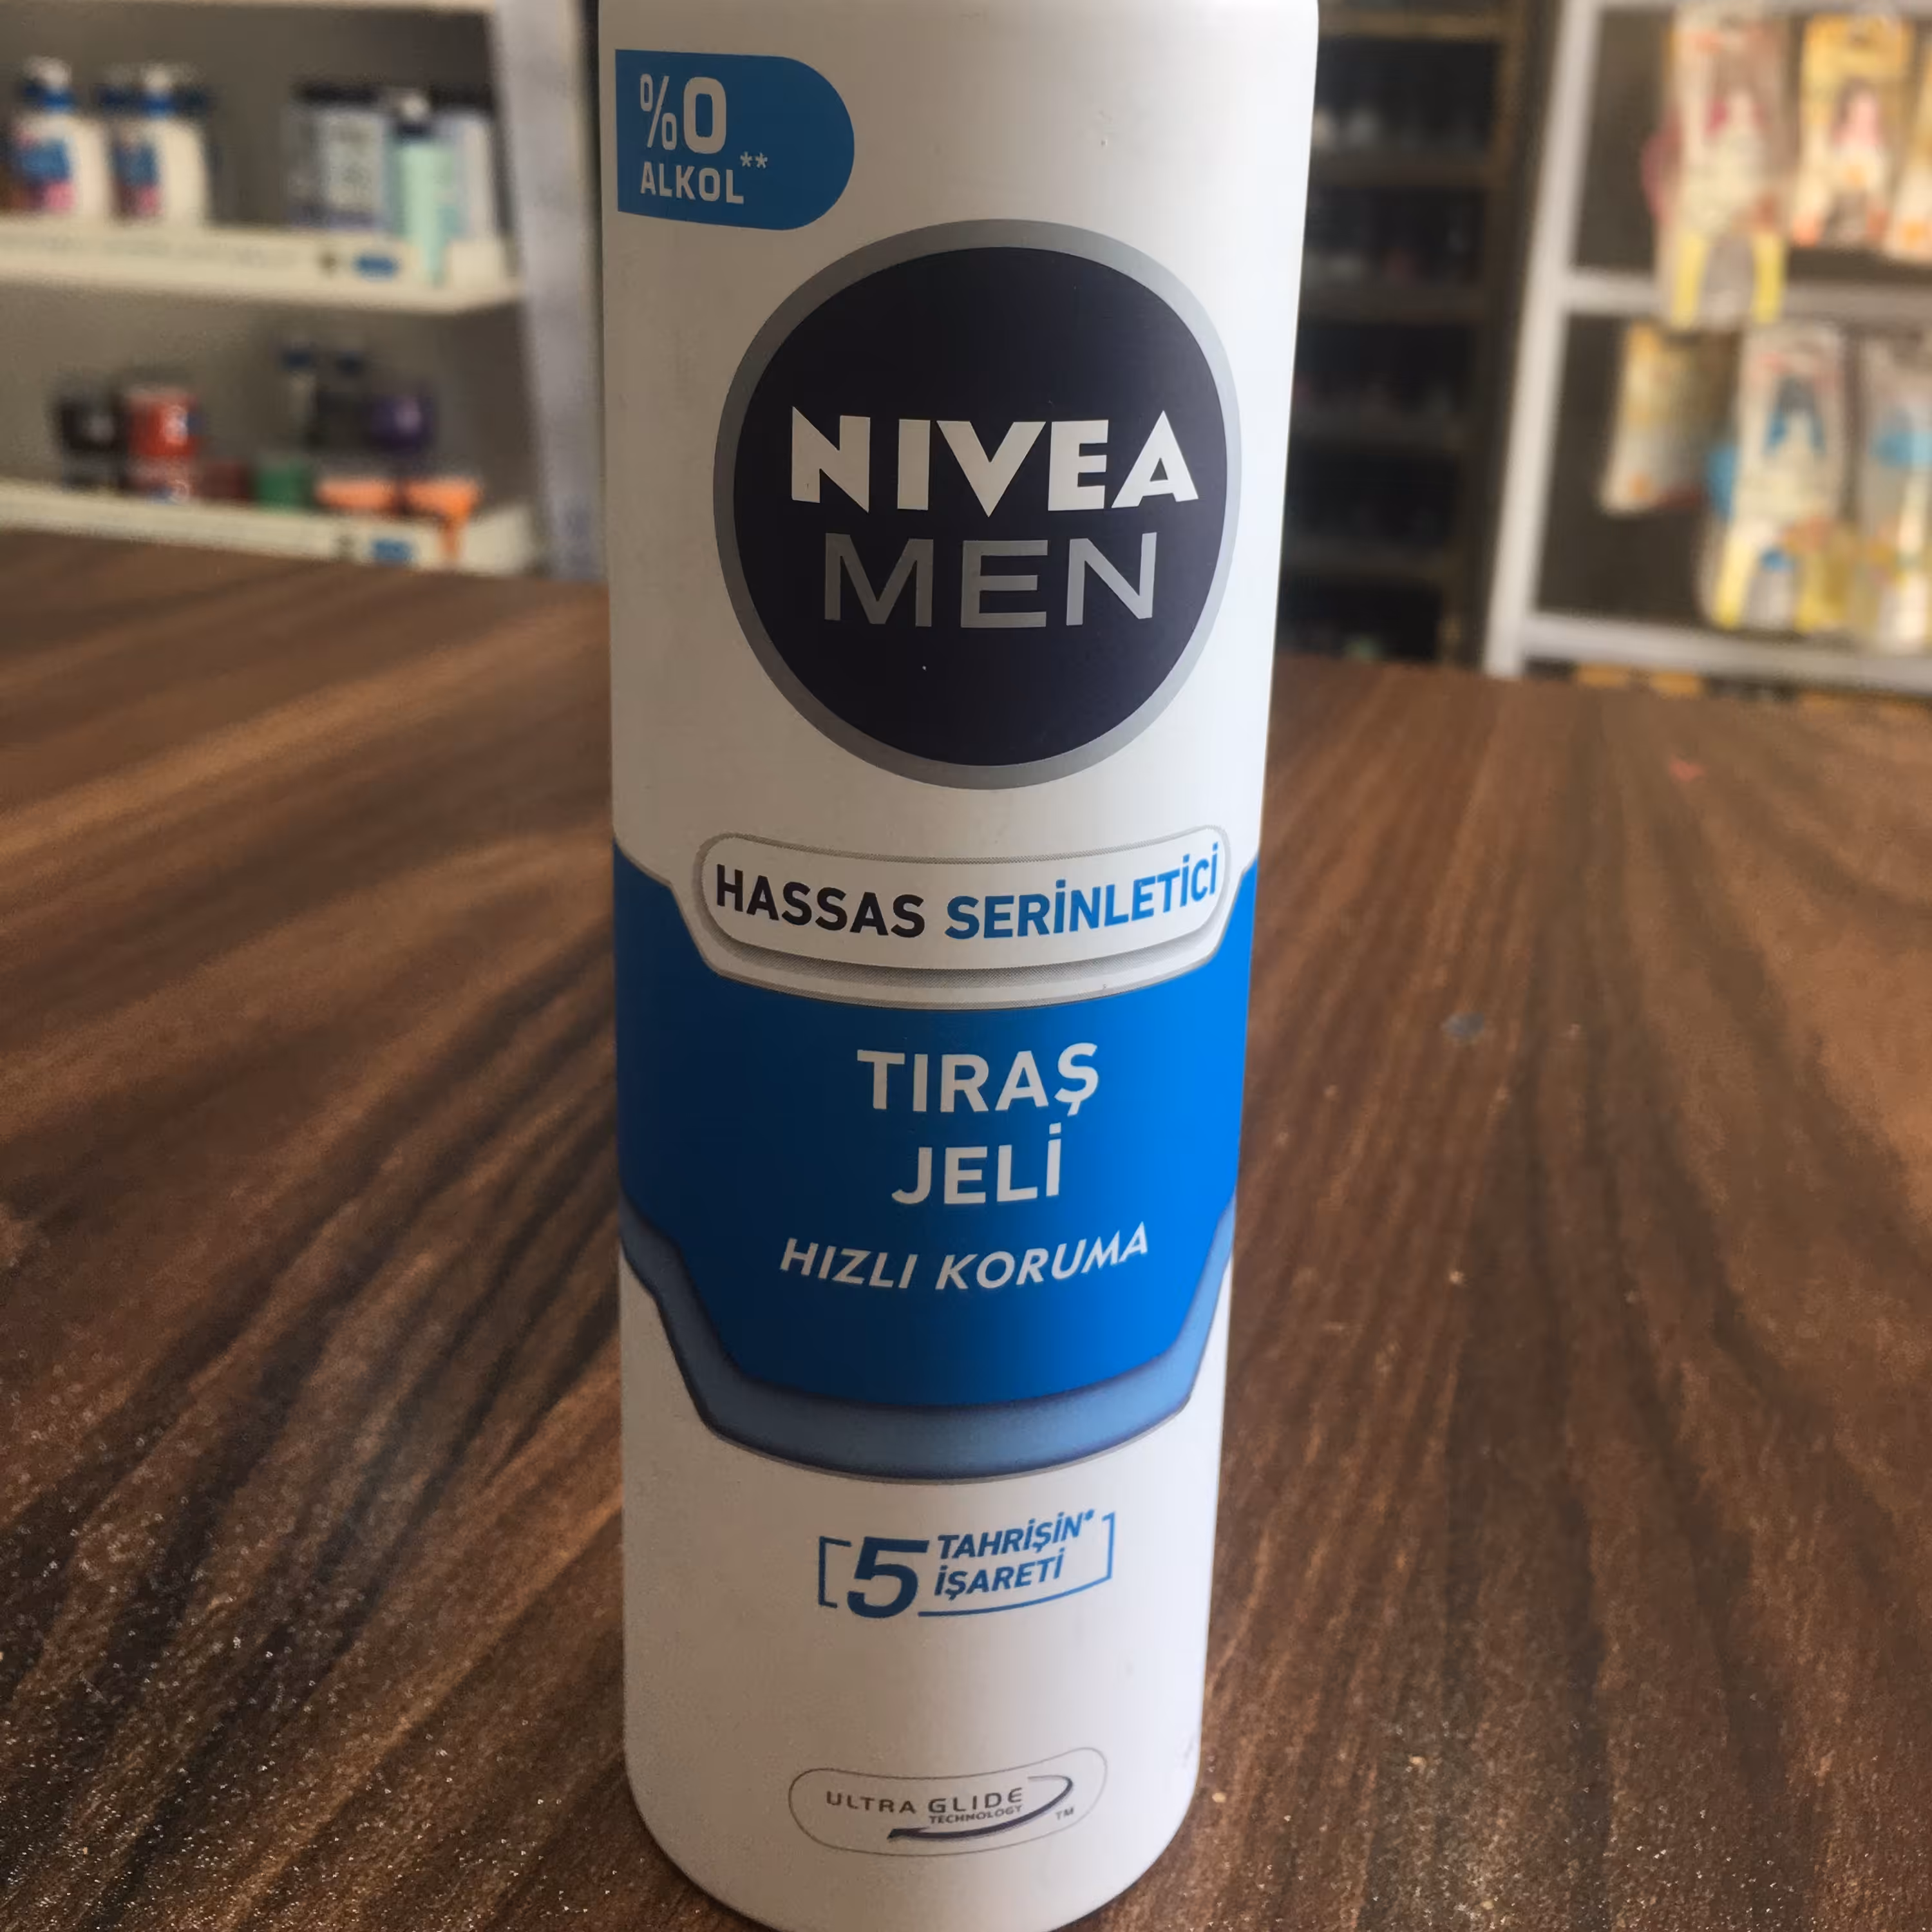 %0
ALKOL**
NIVEA
MEN
HASSAS SERİNLETİCİ
TIRAŞ
JELİ
HIZLI KORUMA
5 TAHRİŞİN*
İŞARETİ
ULTRA GLIDE
TECHNOLOGY
TM